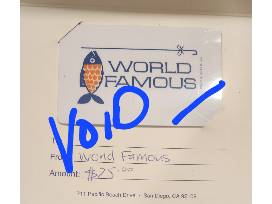 WORLD
FAMOUS
VOID
From World Famous
Amount: $25.00
711 Pacific Beach Drive • San Diego, CA 92109